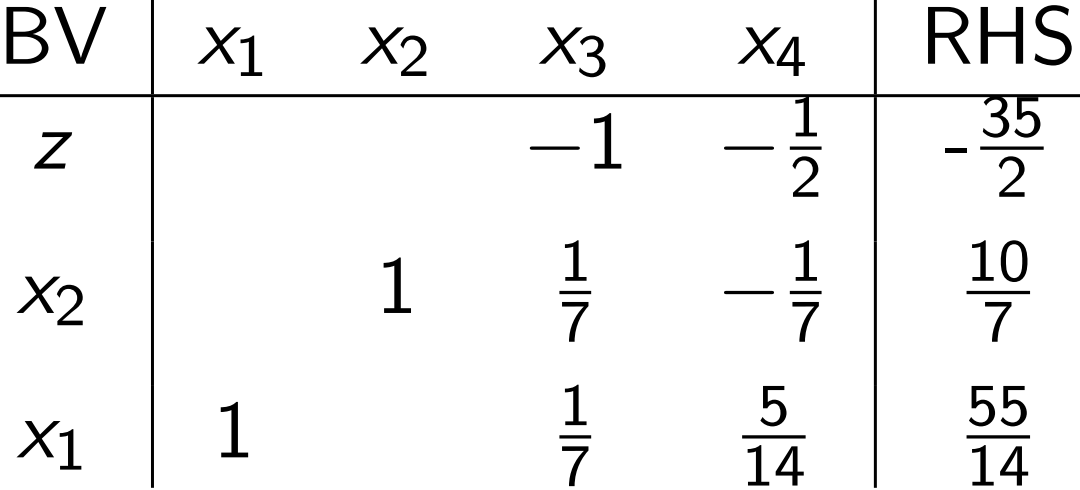 BV x₁ x₂ x₃ x₄ RHS
z −1 −1/2 -35/2
x₂ 1 1/7 −1/7 10/7
x₁ 1 1/7 5/14 55/14